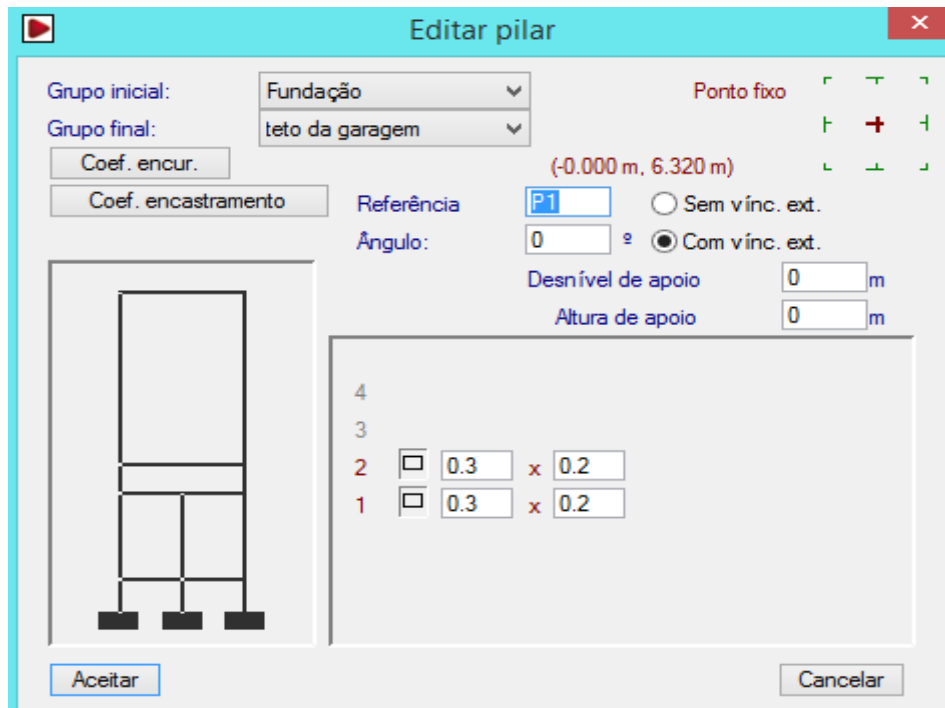 Editar pilar
Grupo inicial: Fundação Ponto fixo
Grupo final: teto da garagem
Coef. encur. (-0.000 m, 6.320 m)
Coef. encastramento Referência P1 Sem vínc. ext.
Ângulo: 0 º Com vínc. ext.
Desnível de apoio 0 m
Altura de apoio 0 m
4
3
2 0.3 x 0.2
1 0.3 x 0.2
Aceitar Cancelar